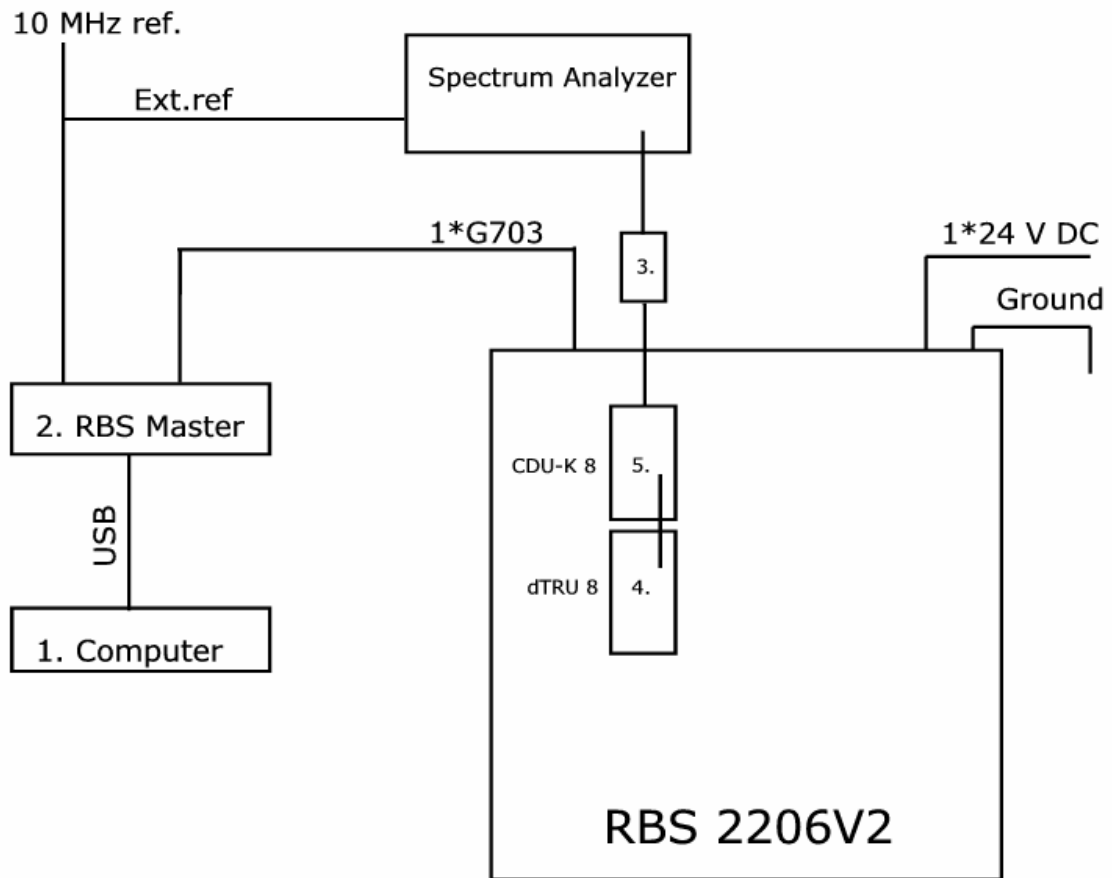 10 MHz ref.
Spectrum Analyzer
Ext.ref
1*G703
3.
1*24 V DC
Ground
2. RBS Master
CDU-K 8
5.
USB
dTRU 8
4.
1. Computer
RBS 2206V2